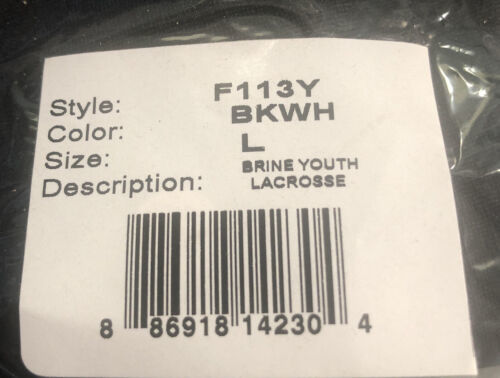 Style: F113Y
Color: BKWH
Size: L
Description: BRINE YOUTH
LACROSSE
8 86918 14230 4